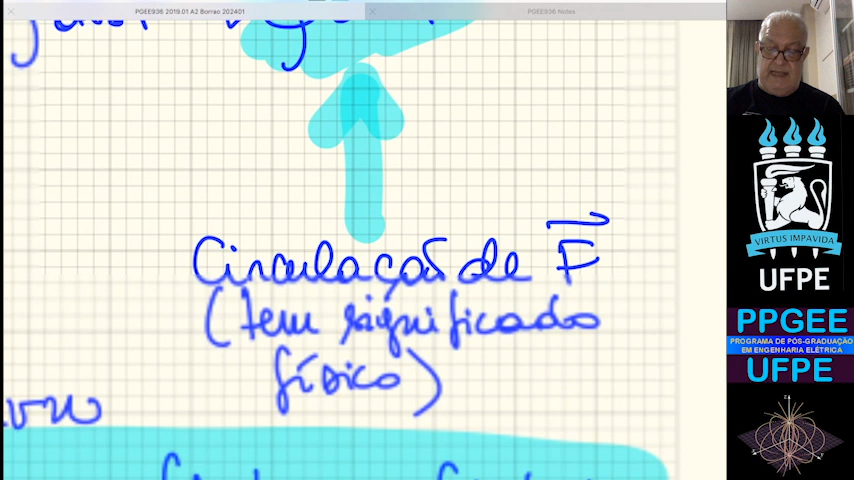 PGEE936 2019.01 A2 Borrao 202401
PGEE936 Notes
Circulação de F
(tem significado
físico)
VIRTUS IMPAVIDA
UFPE
PPGEE
PROGRAMA DE PÓS-GRADUAÇÃO
EM ENGENHARIA ELÉTRICA
UFPE